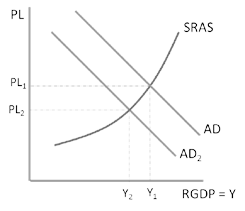 PL
SRAS
PL₁
PL₂
AD
AD₂
Y₂ Y₁
RGDP = Y